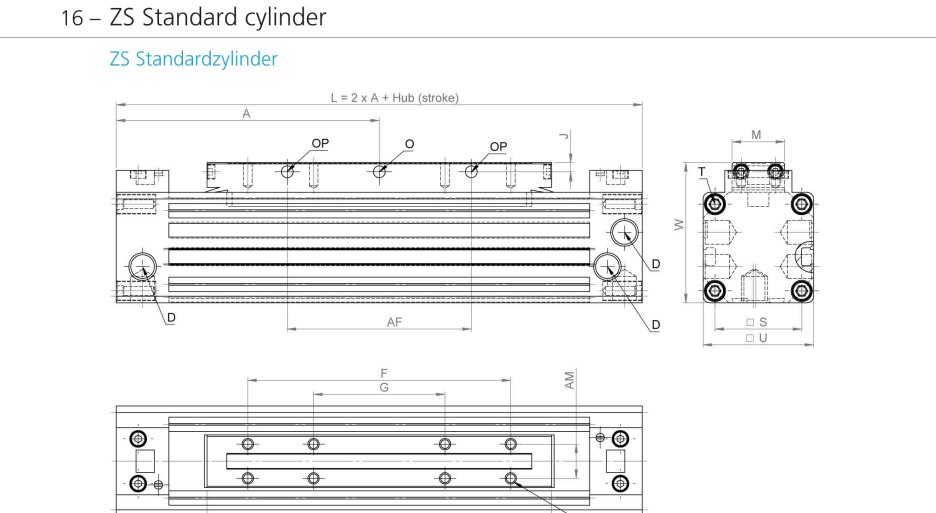 16 – ZS Standard cylinder
ZS Standardzylinder
L = 2 x A + Hub (stroke)
A
J
M
OP
O
OP
T
W
D
D
D
AF
□ S
□ U
F
G
AM